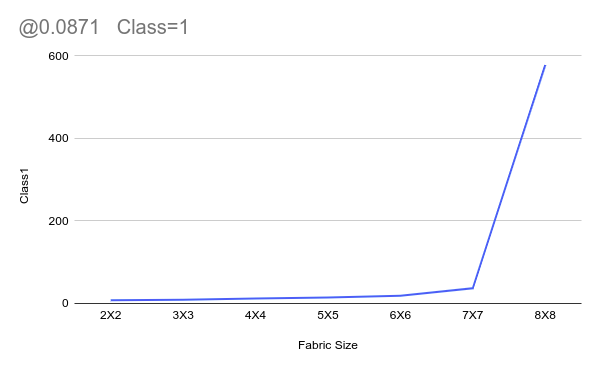 @0.0871   Class=1
600
400
200
0
Class1
2X2 3X3 4X4 5X5 6X6 7X7 8X8
Fabric Size